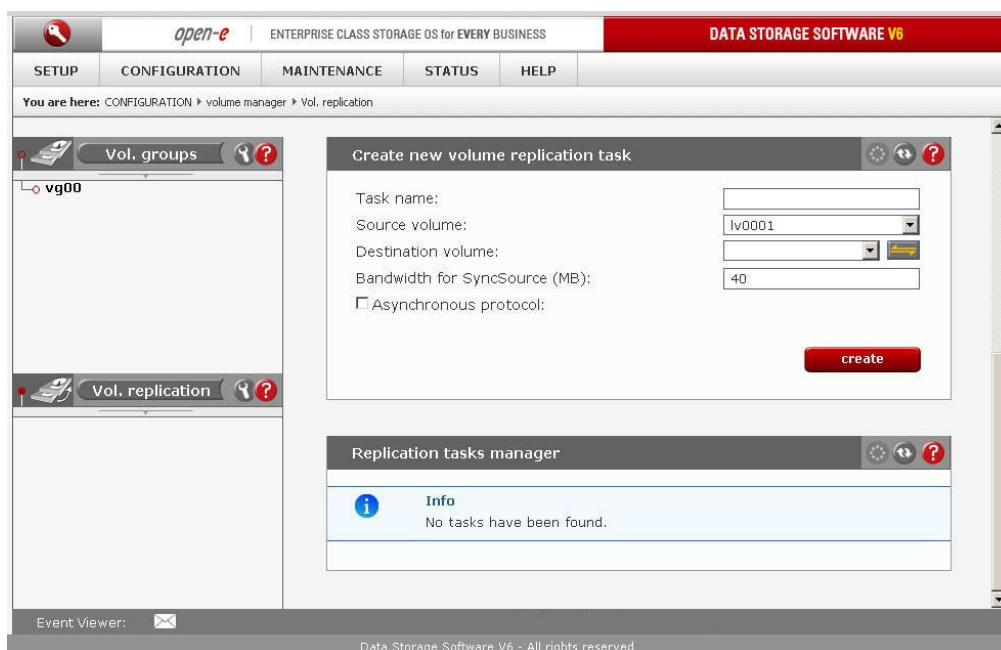 open-e ENTERPRISE CLASS STORAGE OS for EVERY BUSINESS DATA STORAGE SOFTWARE V6
SETUP CONFIGURATION MAINTENANCE STATUS HELP
You are here: CONFIGURATION volume manager Vol. replication
Vol. groups
vg00
Vol. replication
Create new volume replication task
Task name:
Source volume: lv0001
Destination volume:
Bandwidth for SyncSource (MB): 40
Asynchronous protocol:
create
Replication tasks manager
Info
No tasks have been found.
Event Viewer:
Data Storage Software V6 - All rights reserved